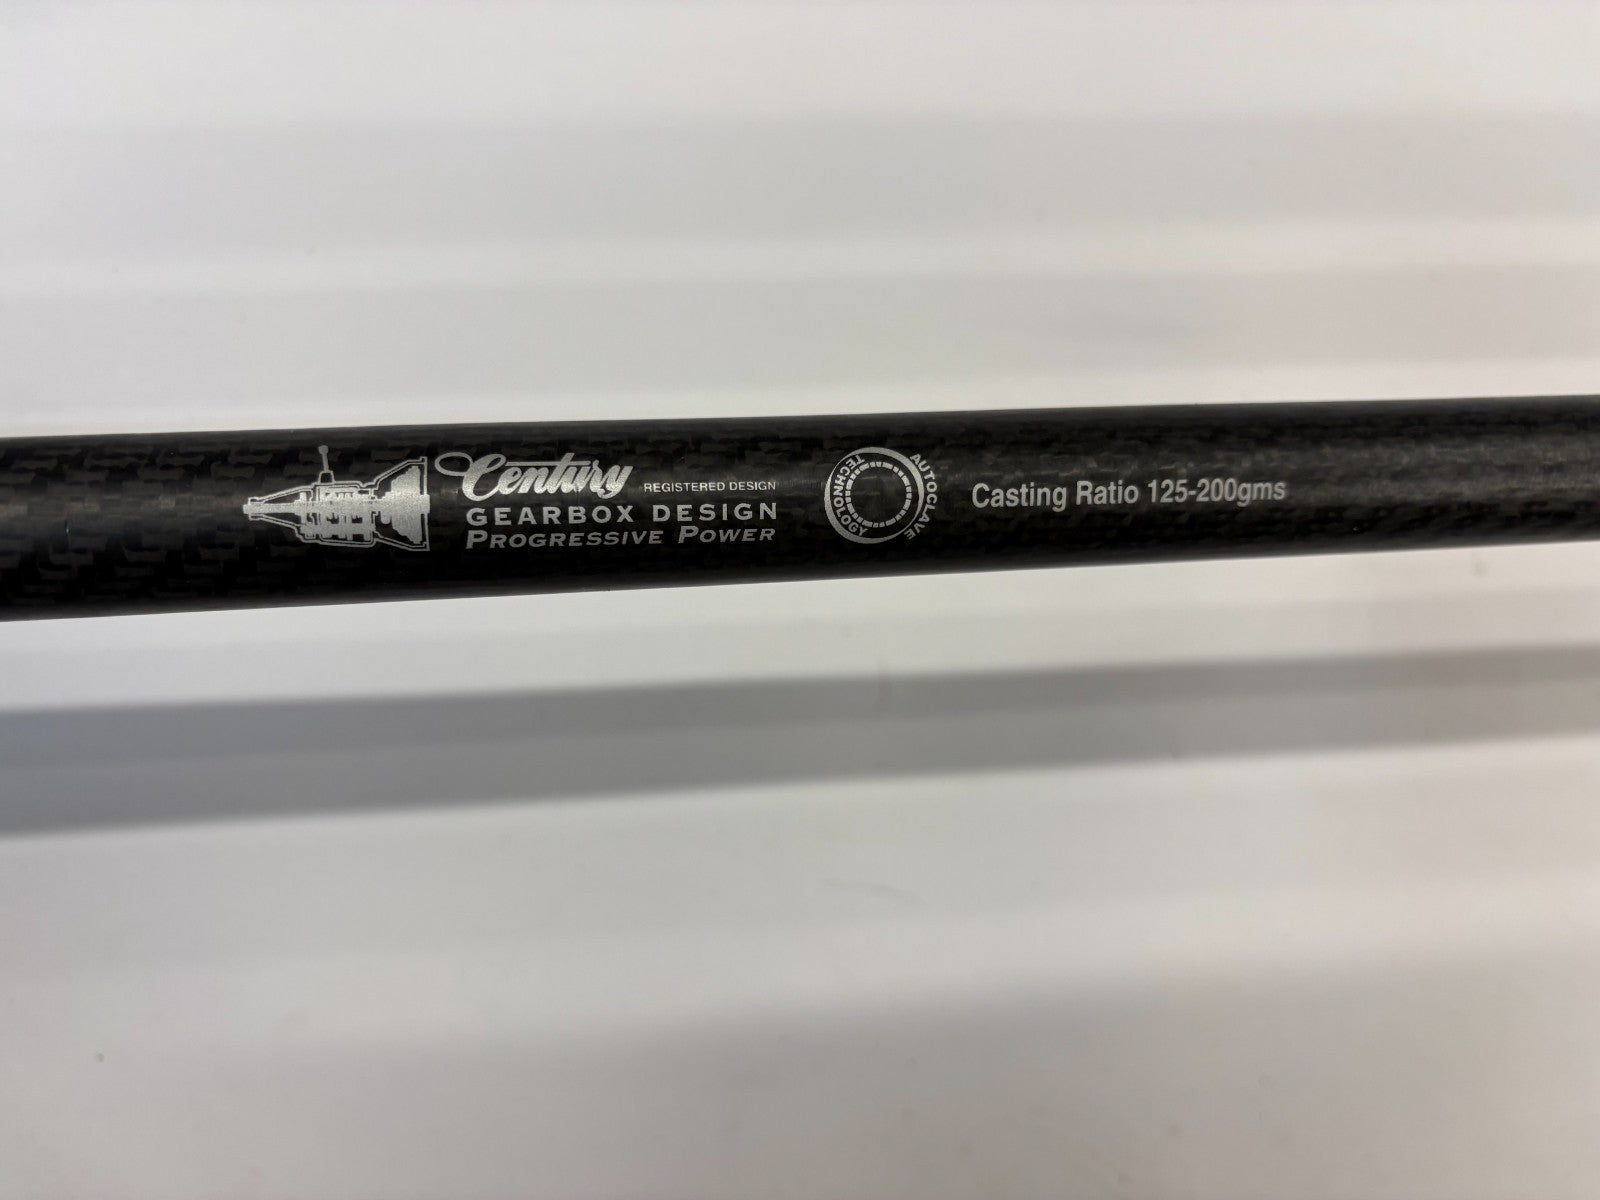 Century REGISTERED DESIGN
GEARBOX DESIGN
PROGRESSIVE POWER
AUTOCLAVE
TECHNOLOGY
Casting Ratio 125-200gms